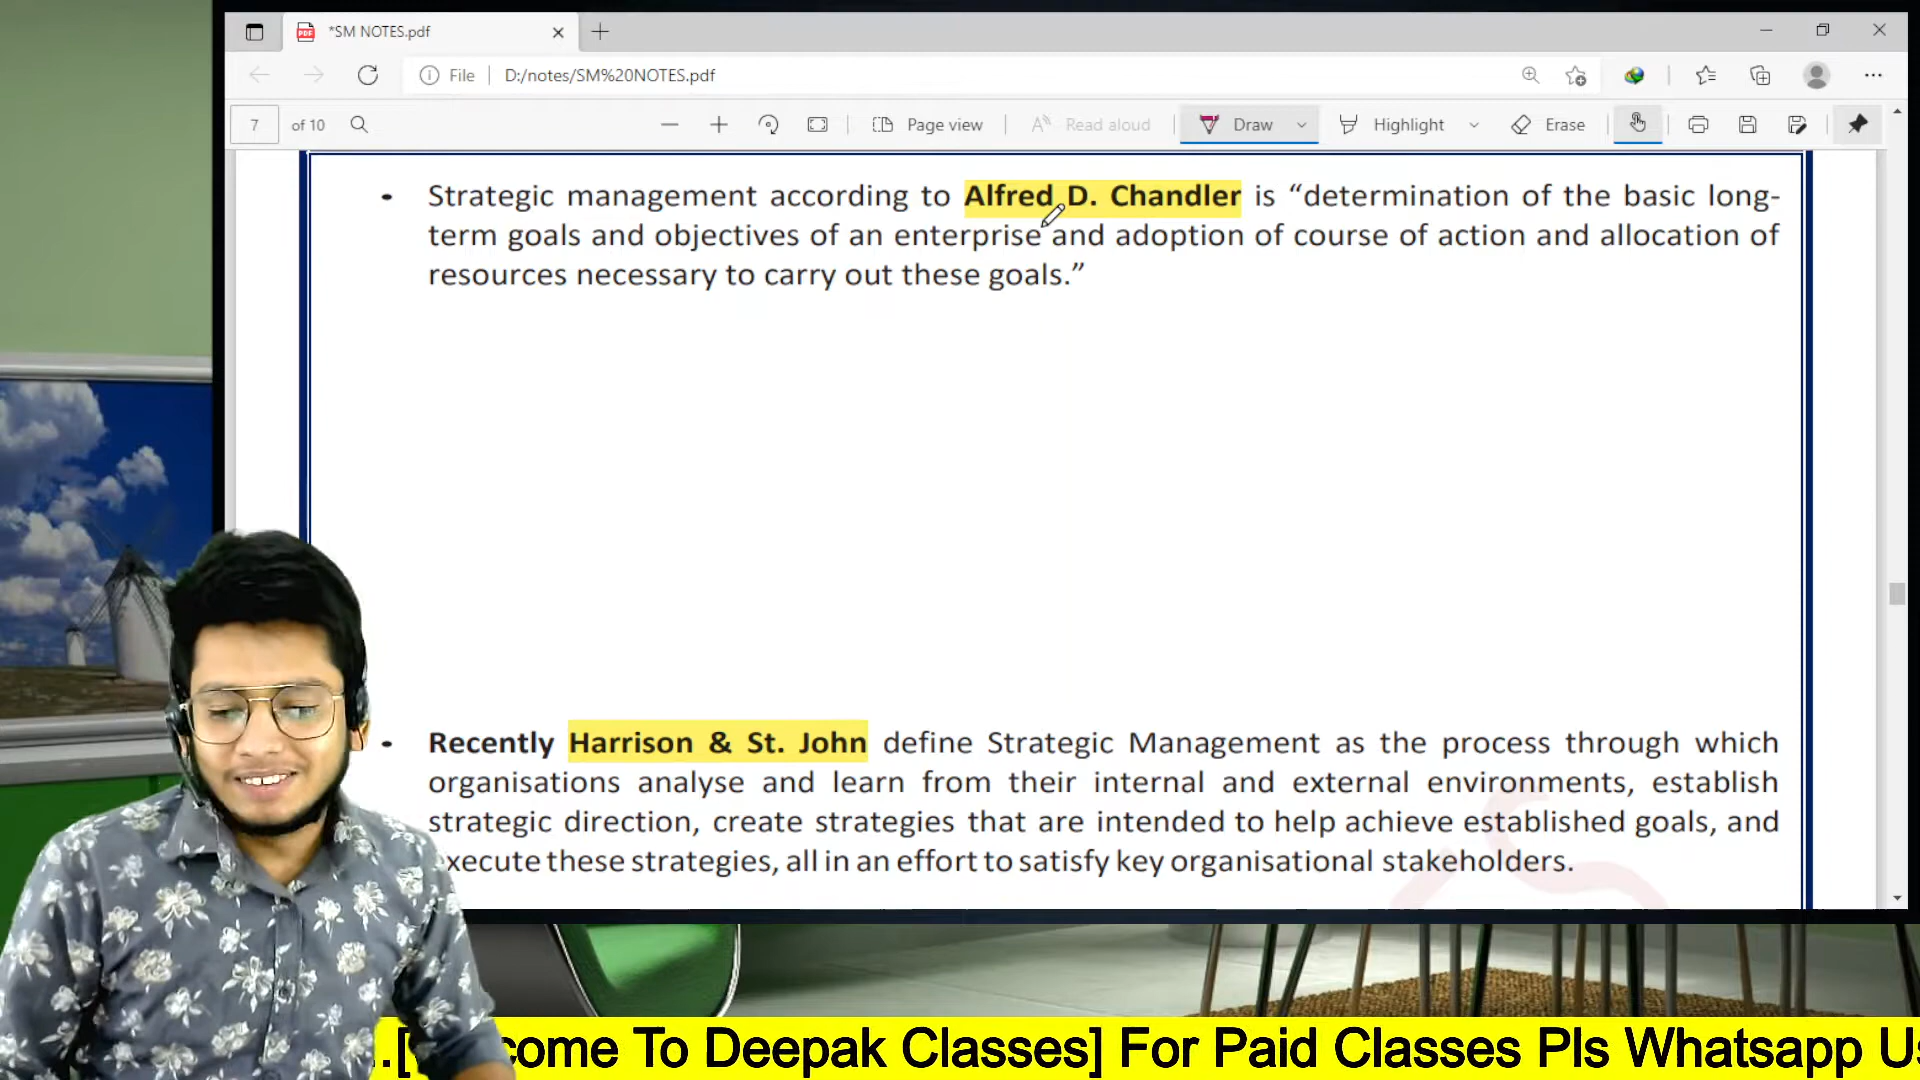 *SM NOTES.pdf
File D:/notes/SM%20NOTES.pdf
7 of 10 Page view Read aloud Draw Highlight Erase
• Strategic management according to Alfred D. Chandler is “determination of the basic long-
term goals and objectives of an enterprise and adoption of course of action and allocation of
resources necessary to carry out these goals.”
• Recently Harrison & St. John define Strategic Management as the process through which
organisations analyse and learn from their internal and external environments, establish
strategic direction, create strategies that are intended to help achieve established goals, and
xecute these strategies, all in an effort to satisfy key organisational stakeholders.
To Deepak Classes] For Paid Classes Pls Whatsapp